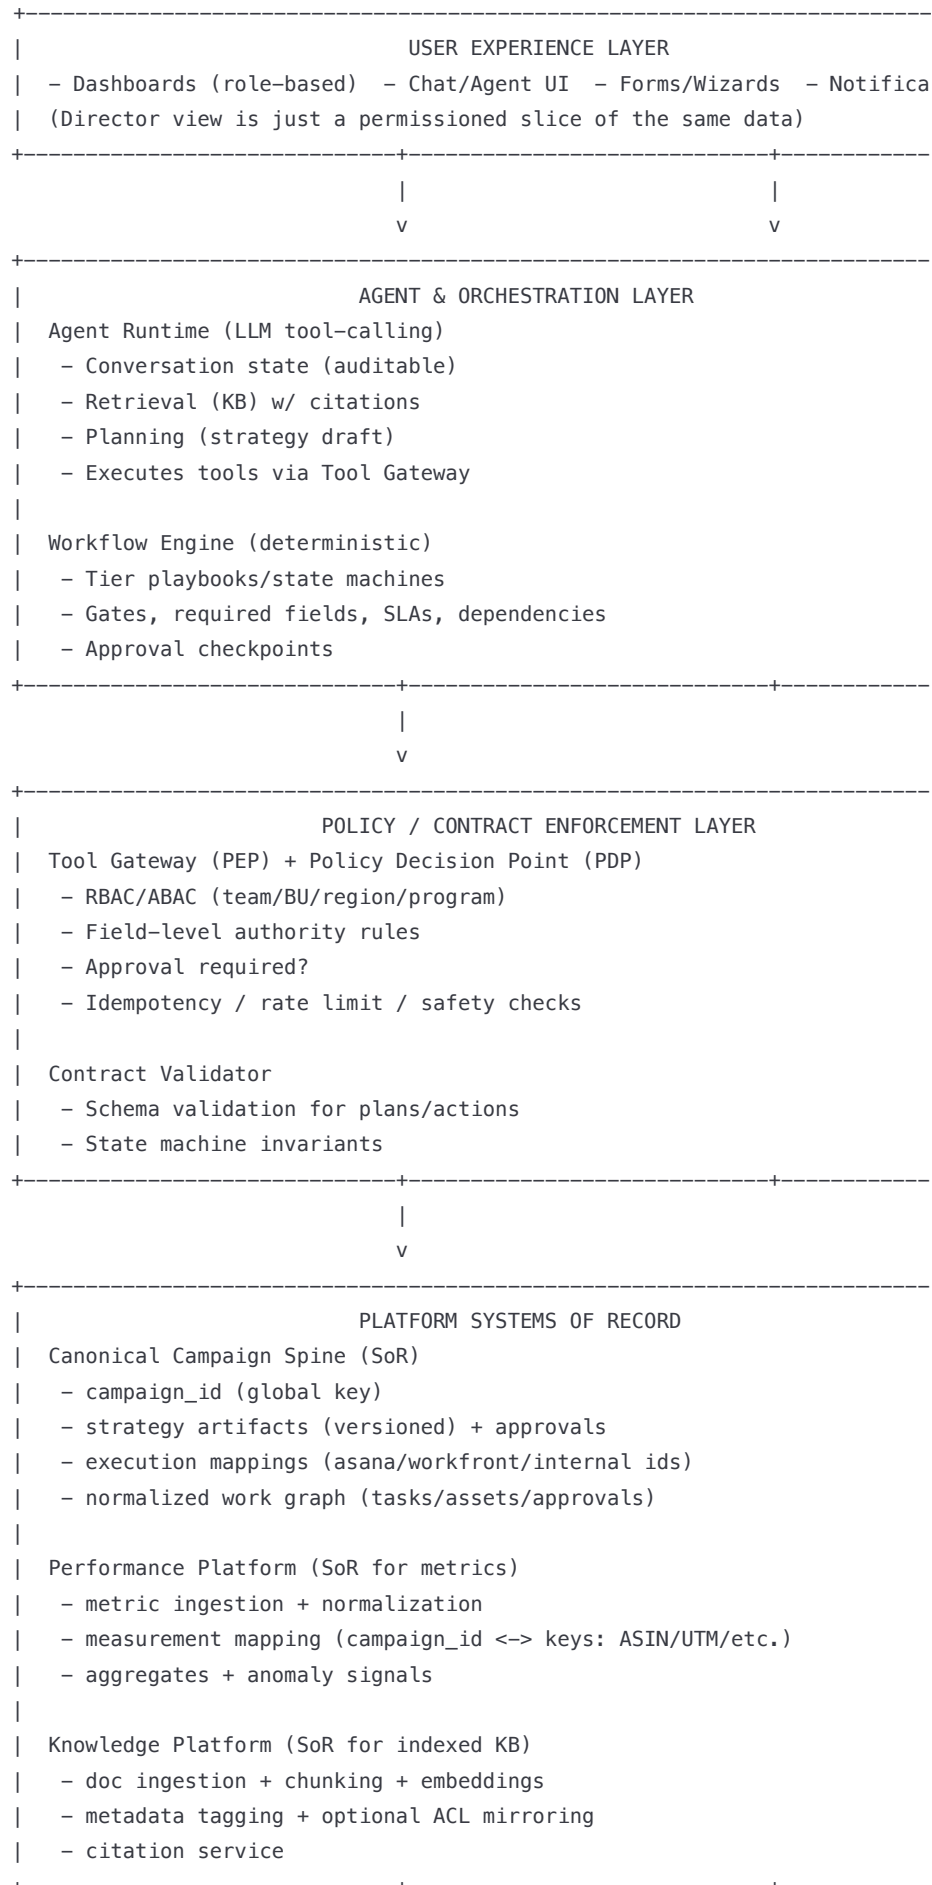 USER EXPERIENCE LAYER
– Dashboards (role–based) – Chat/Agent UI – Forms/Wizards – Notifica
(Director view is just a permissioned slice of the same data)
v v
AGENT & ORCHESTRATION LAYER
Agent Runtime (LLM tool–calling)
– Conversation state (auditable)
– Retrieval (KB) w/ citations
– Planning (strategy draft)
– Executes tools via Tool Gateway
Workflow Engine (deterministic)
– Tier playbooks/state machines
– Gates, required fields, SLAs, dependencies
– Approval checkpoints
v
POLICY / CONTRACT ENFORCEMENT LAYER
Tool Gateway (PEP) + Policy Decision Point (PDP)
– RBAC/ABAC (team/BU/region/program)
– Field–level authority rules
– Approval required?
– Idempotency / rate limit / safety checks
Contract Validator
– Schema validation for plans/actions
– State machine invariants
v
PLATFORM SYSTEMS OF RECORD
Canonical Campaign Spine (SoR)
– campaign_id (global key)
– strategy artifacts (versioned) + approvals
– execution mappings (asana/workfront/internal ids)
– normalized work graph (tasks/assets/approvals)
Performance Platform (SoR for metrics)
– metric ingestion + normalization
– measurement mapping (campaign_id <–> keys: ASIN/UTM/etc.)
– aggregates + anomaly signals
Knowledge Platform (SoR for indexed KB)
– doc ingestion + chunking + embeddings
– metadata tagging + optional ACL mirroring
– citation service